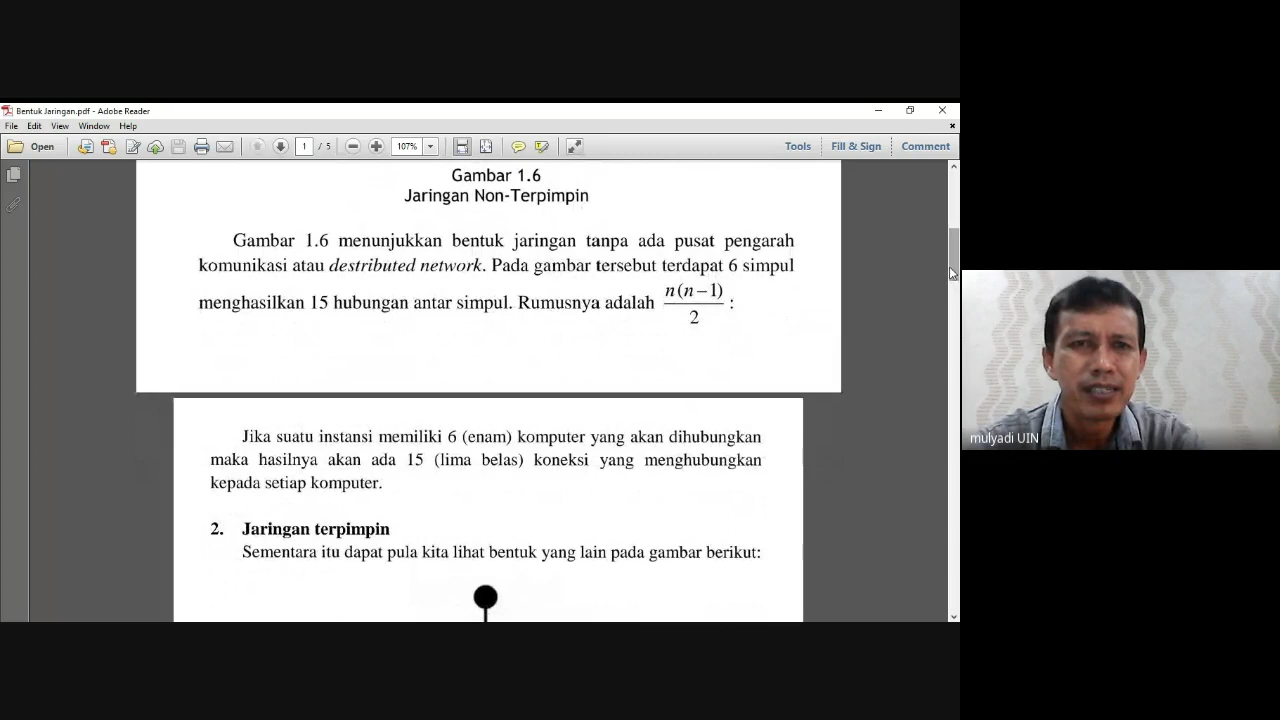 Bentuk Jaringan.pdf - Adobe Reader
File Edit View Window Help
Open 1 / 5 107% Tools Fill & Sign Comment
Gambar 1.6
Jaringan Non-Terpimpin
Gambar 1.6 menunjukkan bentuk jaringan tanpa ada pusat pengarah
komunikasi atau destributed network. Pada gambar tersebut terdapat 6 simpul
menghasilkan 15 hubungan antar simpul. Rumusnya adalah n(n−1)/2 :
Jika suatu instansi memiliki 6 (enam) komputer yang akan dihubungkan
maka hasilnya akan ada 15 (lima belas) koneksi yang menghubungkan
kepada setiap komputer.
2. Jaringan terpimpin
Sementara itu dapat pula kita lihat bentuk yang lain pada gambar berikut:
mulyadi UIN